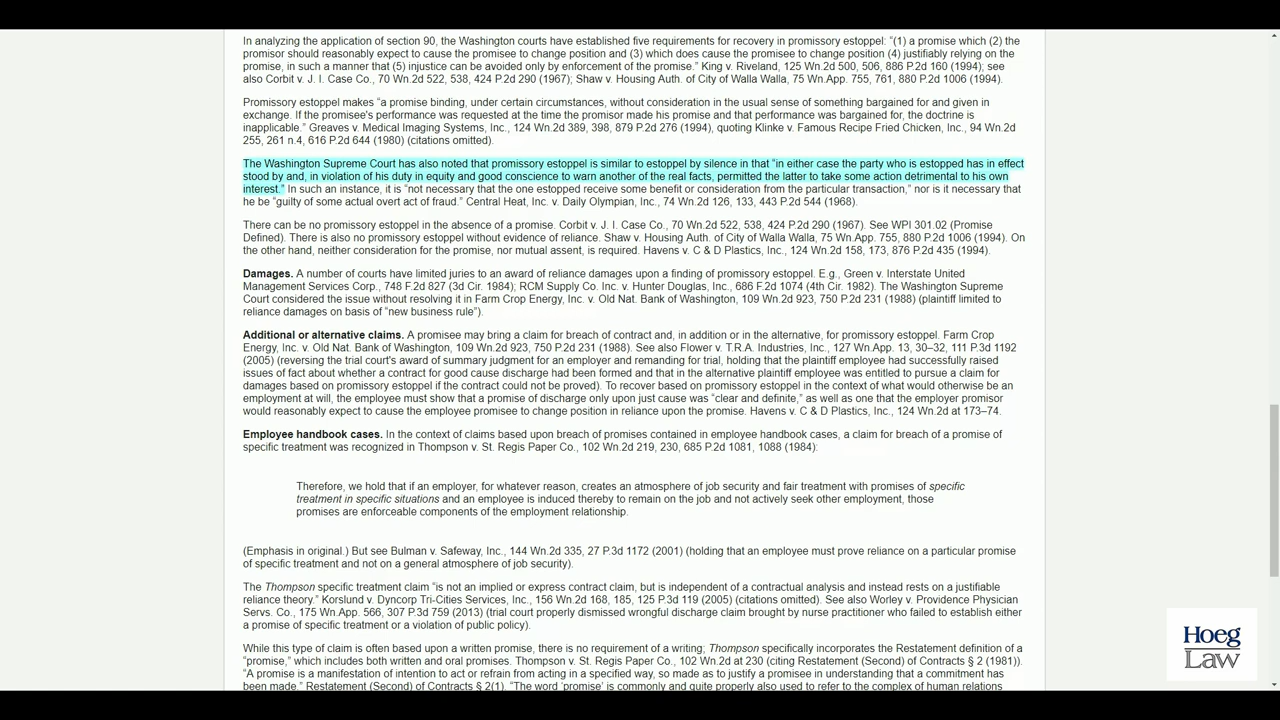 In analyzing the application of section 90, the Washington courts have established five requirements for recovery in promissory estoppel: “(1) a promise which (2) the
promisor should reasonably expect to cause the promisee to change position and (3) which does cause the promisee to change position (4) justifiably relying on the
promise, in such a manner that (5) injustice can be avoided only by enforcement of the promise.” King v. Riveland, 125 Wn.2d 500, 506, 886 P.2d 160 (1994); see
also Corbit v. J. I. Case Co., 70 Wn.2d 522, 538, 424 P.2d 290 (1967); Shaw v. Housing Auth. of City of Walla Walla, 75 Wn.App. 755, 761, 880 P.2d 1006 (1994).
Promissory estoppel makes “a promise binding, under certain circumstances, without consideration in the usual sense of something bargained for and given in
exchange. If the promisee's performance was requested at the time the promisor made his promise and that performance was bargained for, the doctrine is
inapplicable.” Greaves v. Medical Imaging Systems, Inc., 124 Wn.2d 389, 398, 879 P.2d 276 (1994), quoting Klinke v. Famous Recipe Fried Chicken, Inc., 94 Wn.2d
255, 261 n.4, 616 P.2d 644 (1980) (citations omitted).
The Washington Supreme Court has also noted that promissory estoppel is similar to estoppel by silence in that “in either case the party who is estopped has in effect
stood by and, in violation of his duty in equity and good conscience to warn another of the real facts, permitted the latter to take some action detrimental to his own
interest.” In such an instance, it is “not necessary that the one estopped receive some benefit or consideration from the particular transaction,” nor is it necessary that
he be “guilty of some actual overt act of fraud.” Central Heat, Inc. v. Daily Olympian, Inc., 74 Wn.2d 126, 133, 443 P.2d 544 (1968).
There can be no promissory estoppel in the absence of a promise. Corbit v. J. I. Case Co., 70 Wn.2d 522, 538, 424 P.2d 290 (1967). See WPI 301.02 (Promise
Defined). There is also no promissory estoppel without evidence of reliance. Shaw v. Housing Auth. of City of Walla Walla, 75 Wn.App. 755, 880 P.2d 1006 (1994). On
the other hand, neither consideration for the promise, nor mutual assent, is required. Havens v. C & D Plastics, Inc., 124 Wn.2d 158, 173, 876 P.2d 435 (1994).
Damages. A number of courts have limited juries to an award of reliance damages upon a finding of promissory estoppel. E.g., Green v. Interstate United
Management Services Corp., 748 F.2d 827 (3d Cir. 1984); RCM Supply Co. Inc. v. Hunter Douglas, Inc., 686 F.2d 1074 (4th Cir. 1982). The Washington Supreme
Court considered the issue without resolving it in Farm Crop Energy, Inc. v. Old Nat. Bank of Washington, 109 Wn.2d 923, 750 P.2d 231 (1988) (plaintiff limited to
reliance damages on basis of “new business rule”).
Additional or alternative claims. A promisee may bring a claim for breach of contract and, in addition or in the alternative, for promissory estoppel. Farm Crop
Energy, Inc. v. Old Nat. Bank of Washington, 109 Wn.2d 923, 750 P.2d 231 (1988). See also Flower v. T.R.A. Industries, Inc., 127 Wn.App. 13, 30–32, 111 P.3d 1192
(2005) (reversing the trial court's award of summary judgment for an employer and remanding for trial, holding that the plaintiff employee had successfully raised
issues of fact about whether a contract for good cause discharge had been formed and that in the alternative plaintiff employee was entitled to pursue a claim for
damages based on promissory estoppel if the contract could not be proved). To recover based on promissory estoppel in the context of what would otherwise be an
employment at will, the employee must show that a promise of discharge only upon just cause was “clear and definite,” as well as one that the employer promisor
would reasonably expect to cause the employee promisee to change position in reliance upon the promise. Havens v. C & D Plastics, Inc., 124 Wn.2d at 173–74.
Employee handbook cases. In the context of claims based upon breach of promises contained in employee handbook cases, a claim for breach of a promise of
specific treatment was recognized in Thompson v. St. Regis Paper Co., 102 Wn.2d 219, 230, 685 P.2d 1081, 1088 (1984):
Therefore, we hold that if an employer, for whatever reason, creates an atmosphere of job security and fair treatment with promises of specific
treatment in specific situations and an employee is induced thereby to remain on the job and not actively seek other employment, those
promises are enforceable components of the employment relationship.
(Emphasis in original.) But see Bulman v. Safeway, Inc., 144 Wn.2d 335, 27 P.3d 1172 (2001) (holding that an employee must prove reliance on a particular promise
of specific treatment and not on a general atmosphere of job security).
The Thompson specific treatment claim “is not an implied or express contract claim, but is independent of a contractual analysis and instead rests on a justifiable
reliance theory.” Korslund v. Dyncorp Tri-Cities Services, Inc., 156 Wn.2d 168, 185, 125 P.3d 119 (2005) (citations omitted). See also Worley v. Providence Physician
Servs. Co., 175 Wn.App. 566, 307 P.3d 759 (2013) (trial court properly dismissed wrongful discharge claim brought by nurse practitioner who failed to establish either
a promise of specific treatment or a violation of public policy).
While this type of claim is often based upon a written promise, there is no requirement of a writing; Thompson specifically incorporates the Restatement definition of a
“promise,” which includes both written and oral promises. Thompson v. St. Regis Paper Co., 102 Wn.2d at 230 (citing Restatement (Second) of Contracts § 2 (1981)).
“A promise is a manifestation of intention to act or refrain from acting in a specified way, so made as to justify a promisee in understanding that a commitment has
been made.” Restatement (Second) of Contracts § 2(1). “The word ‘promise’ is commonly and quite properly also used to refer to the complex of human relations
Hoeg
Law